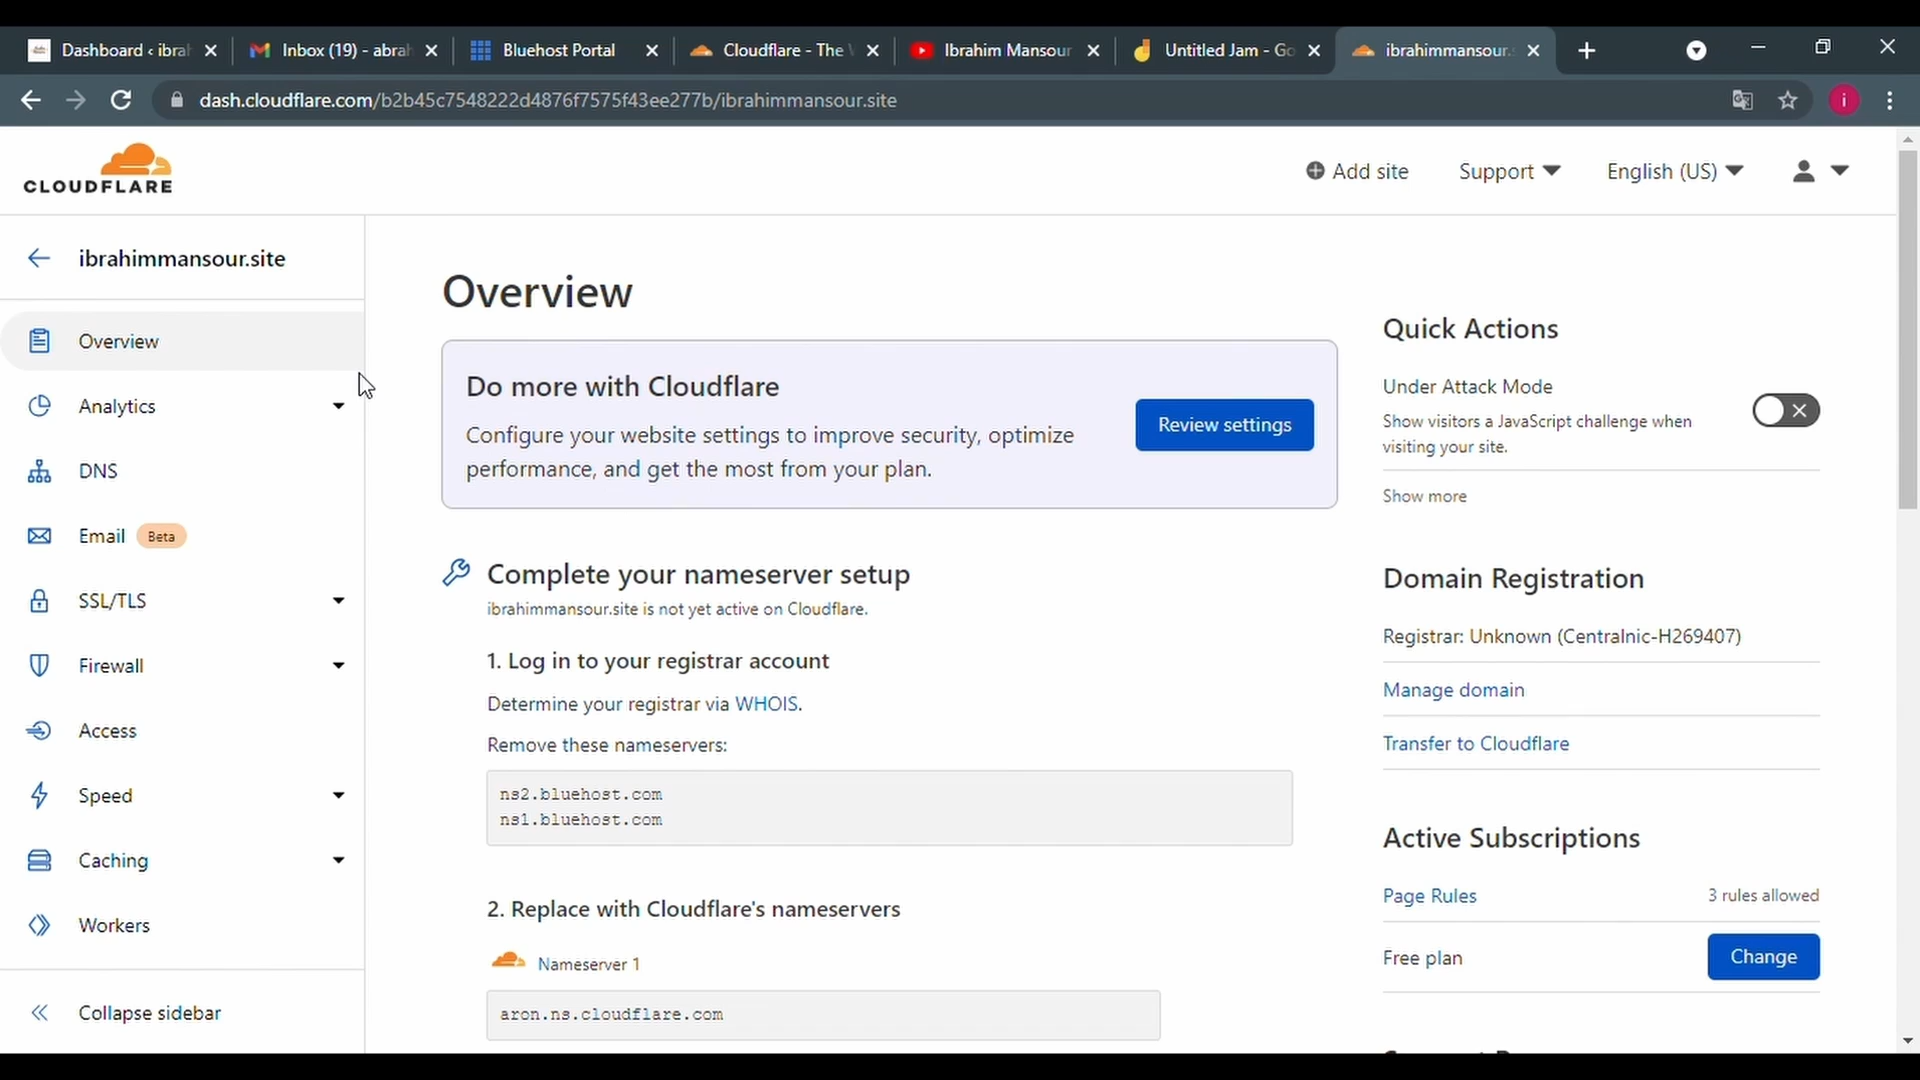 Dashboard ‹ ibrah
Inbox (19) - abrah
Bluehost Portal
Cloudflare - The
Ibrahim Mansour
Untitled Jam - Go
ibrahimmansour.
dash.cloudflare.com/b2b45c7548222d4876f7575f43ee277b/ibrahimmansour.site
i
CLOUDFLARE
Add site
Support
English (US)
ibrahimmansour.site
Overview
Analytics
DNS
Email Beta
SSL/TLS
Firewall
Access
Speed
Caching
Workers
Collapse sidebar
Overview
Do more with Cloudflare
Configure your website settings to improve security, optimize
performance, and get the most from your plan.
Review settings
Complete your nameserver setup
ibrahimmansour.site is not yet active on Cloudflare.
1. Log in to your registrar account
Determine your registrar via WHOIS.
Remove these nameservers:
ns2.bluehost.com
ns1.bluehost.com
2. Replace with Cloudflare's nameservers
Nameserver 1
aron.ns.cloudflare.com
Quick Actions
Under Attack Mode
Show visitors a JavaScript challenge when
visiting your site.
Show more
Domain Registration
Registrar: Unknown (Centralnic-H269407)
Manage domain
Transfer to Cloudflare
Active Subscriptions
Page Rules
3 rules allowed
Free plan
Change